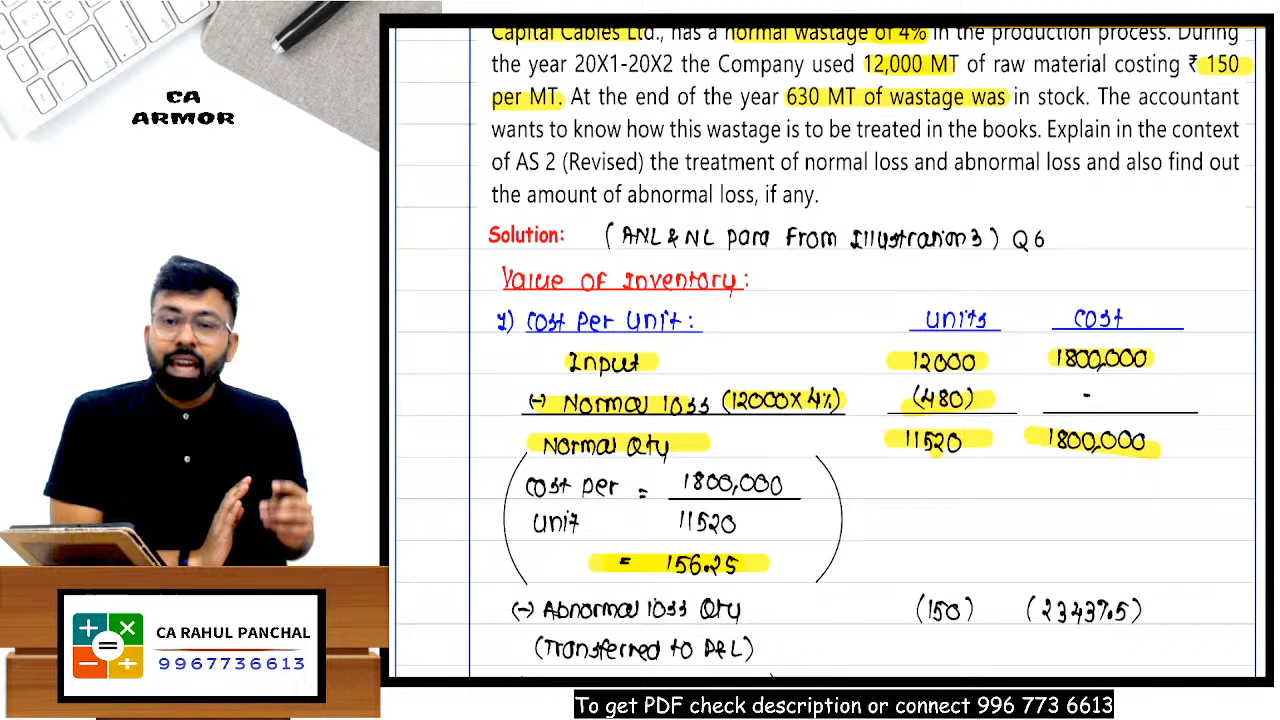 CA
ARMOR
Capital Cables Ltd., has a normal wastage of 4% in the production process. During
the year 20X1-20X2 the Company used 12,000 MT of raw material costing ₹ 150
per MT. At the end of the year 630 MT of wastage was in stock. The accountant
wants to know how this wastage is to be treated in the books. Explain in the context
of AS 2 (Revised) the treatment of normal loss and abnormal loss and also find out
the amount of abnormal loss, if any.
Solution: (ANL & NL Para From Illustration 3) Q 6
Value of Inventory:
1) Cost Per Unit: Units Cost
Input 12000 1800,000
(-) Normal loss (12000 x 4%) (480) -
Normal Qty 11520 1800,000
Cost per = 1800,000
Unit 11520
= 156.25
(-) Abnormal loss Qty (150) (23437.5)
(Transferred to P&L)
CA RAHUL PANCHAL
9967736613
To get PDF check description or connect 996 773 6613